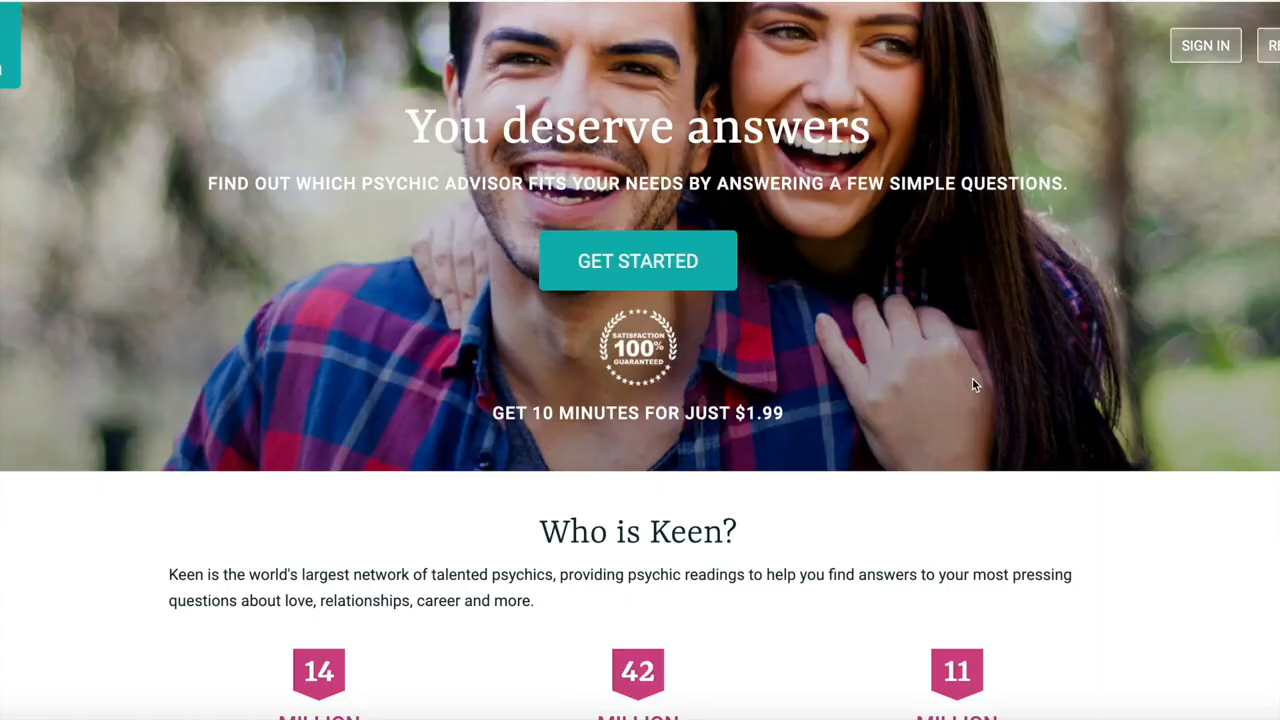 SIGN IN
You deserve answers
FIND OUT WHICH PSYCHIC ADVISOR FITS YOUR NEEDS BY ANSWERING A FEW SIMPLE QUESTIONS.
GET STARTED
SATISFACTION
100%
GUARANTEED
GET 10 MINUTES FOR JUST $1.99
Who is Keen?
Keen is the world's largest network of talented psychics, providing psychic readings to help you find answers to your most pressing
questions about love, relationships, career and more.
14 42 11
MILLION MILLION MILLION